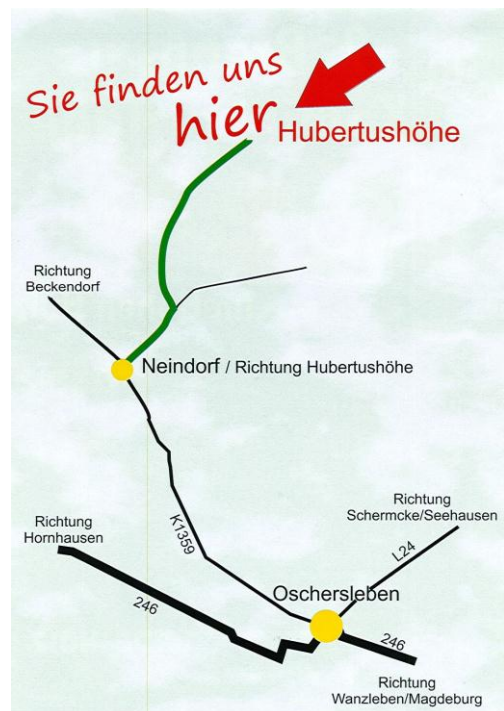 Sie finden uns
hier
Hubertushöhe
Richtung
Beckendorf
Neindorf / Richtung Hubertushöhe
Richtung
Hornhausen
K1359
Richtung
Schermcke/Seehausen
L24
Oschersleben
246
246
Richtung
Wanzleben/Magdeburg